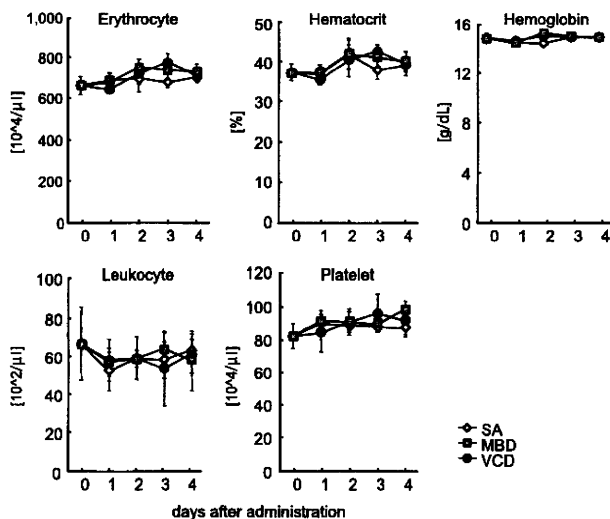 Erythrocyte
1,000
800
600
400
200
0
[10^4/µl]
0 1 2 3 4
Hematocrit
50
40
30
20
10
0
[%]
0 1 2 3 4
Hemoglobin
16
12
8
4
0
[g/dL]
0 1 2 3 4
Leukocyte
100
80
60
40
20
0
[10^2/µl]
0 1 2 3 4
Platelet
120
100
80
60
40
20
0
[10^4/µl]
0 1 2 3 4
SA
MBD
VCD
days after administration